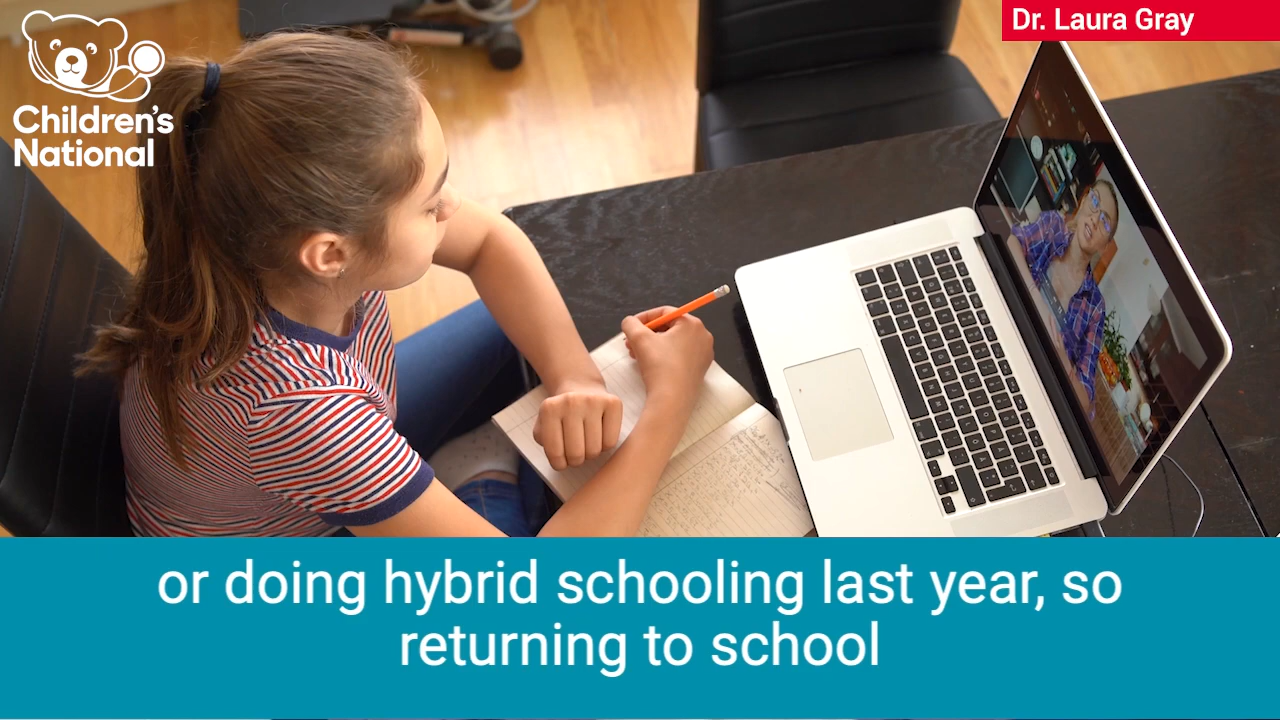 Dr. Laura Gray
Children's
National
or doing hybrid schooling last year, so
returning to school